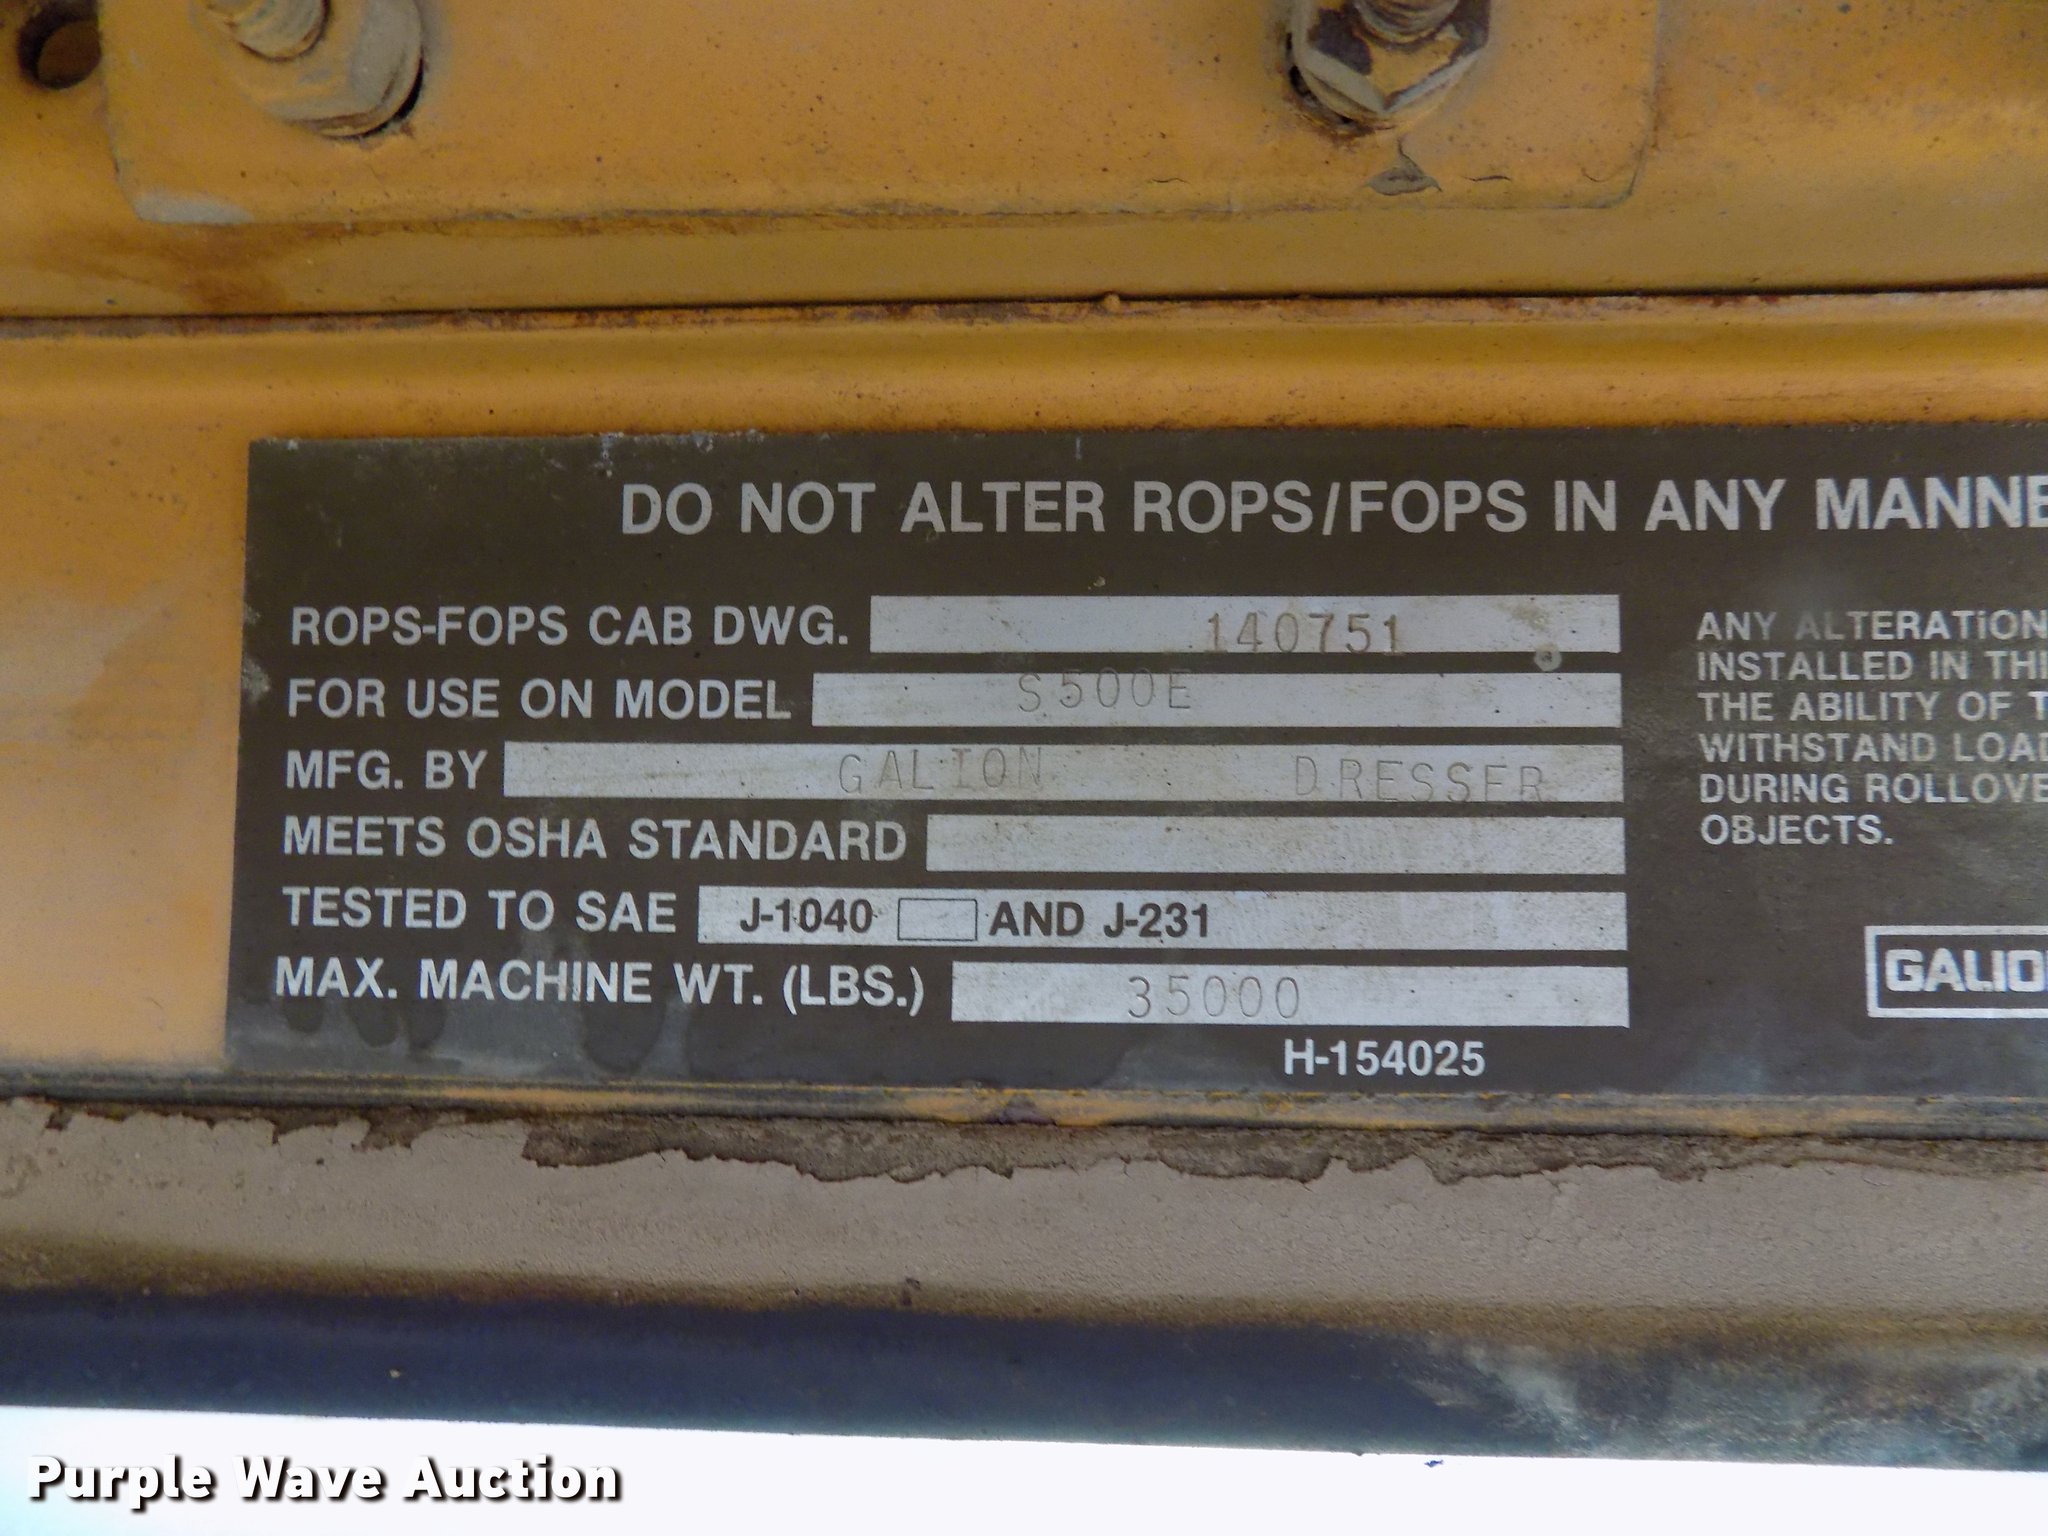 DO NOT ALTER ROPS/FOPS IN ANY MANNE
ROPS-FOPS CAB DWG. 140751
FOR USE ON MODEL S500E
MFG. BY GALION DRESSER
MEETS OSHA STANDARD
TESTED TO SAE J-1040 AND J-231
MAX. MACHINE WT. (LBS.) 35000
H-154025
ANY ALTERATION
INSTALLED IN THI
THE ABILITY OF T
WITHSTAND LOAD
DURING ROLLOVE
OBJECTS.
GALIO
Purple Wave Auction